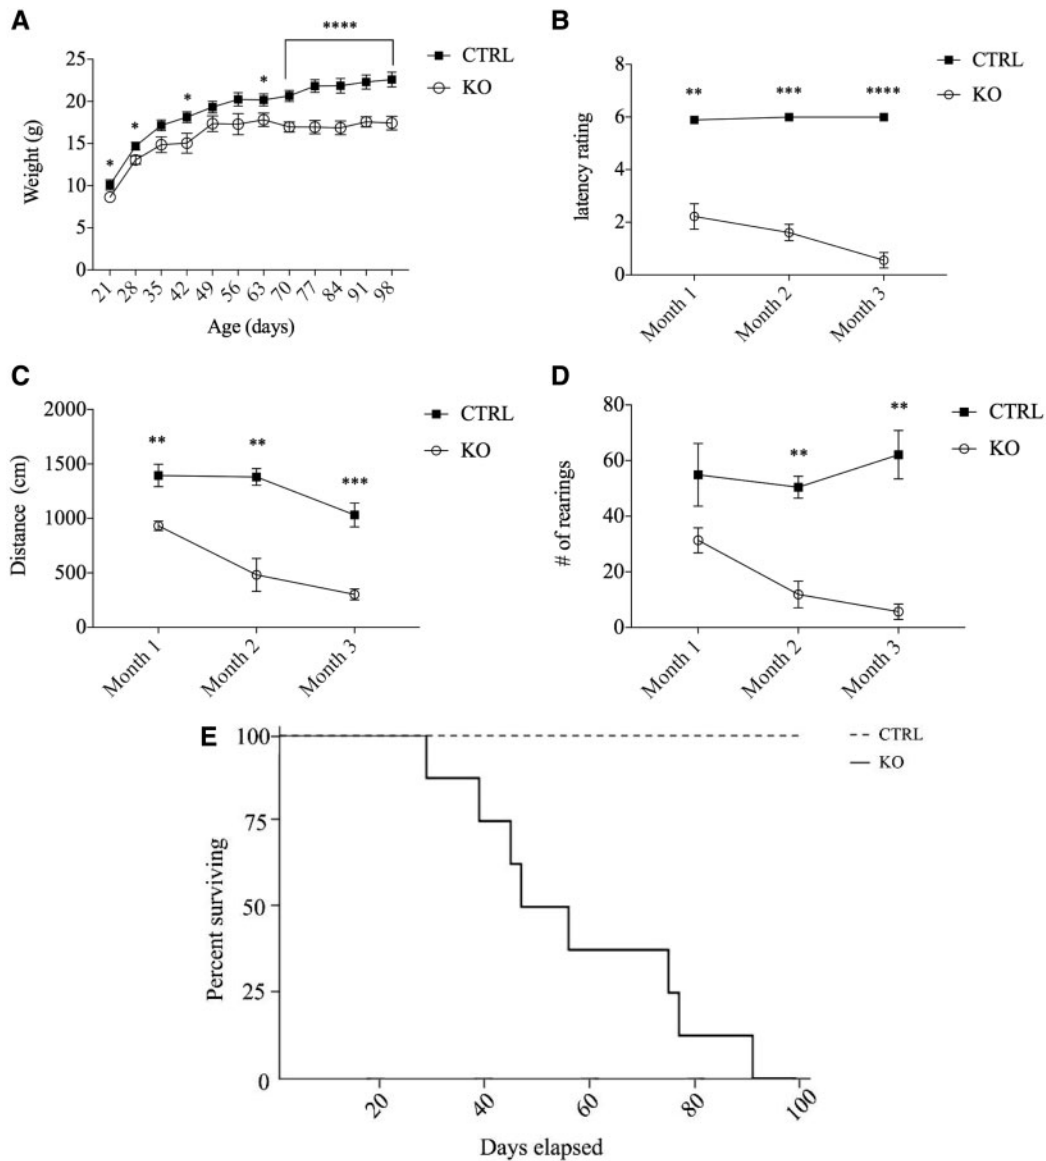 A
****
CTRL
KO
25
20
15
10
5
0
Weight (g)
*
*
*
*
21 28 35 42 49 56 63 70 77 84 91 98
Age (days)
B
CTRL
KO
8
6
4
2
0
latency rating
** *** ****
Month 1 Month 2 Month 3
C
CTRL
KO
2000
1500
1000
500
0
Distance (cm)
** ** ***
Month 1 Month 2 Month 3
D
CTRL
KO
80
60
40
20
0
# of rearings
**
**
Month 1 Month 2 Month 3
E
CTRL
KO
100
75
50
25
0
Percent surviving
20 40 60 80 100
Days elapsed